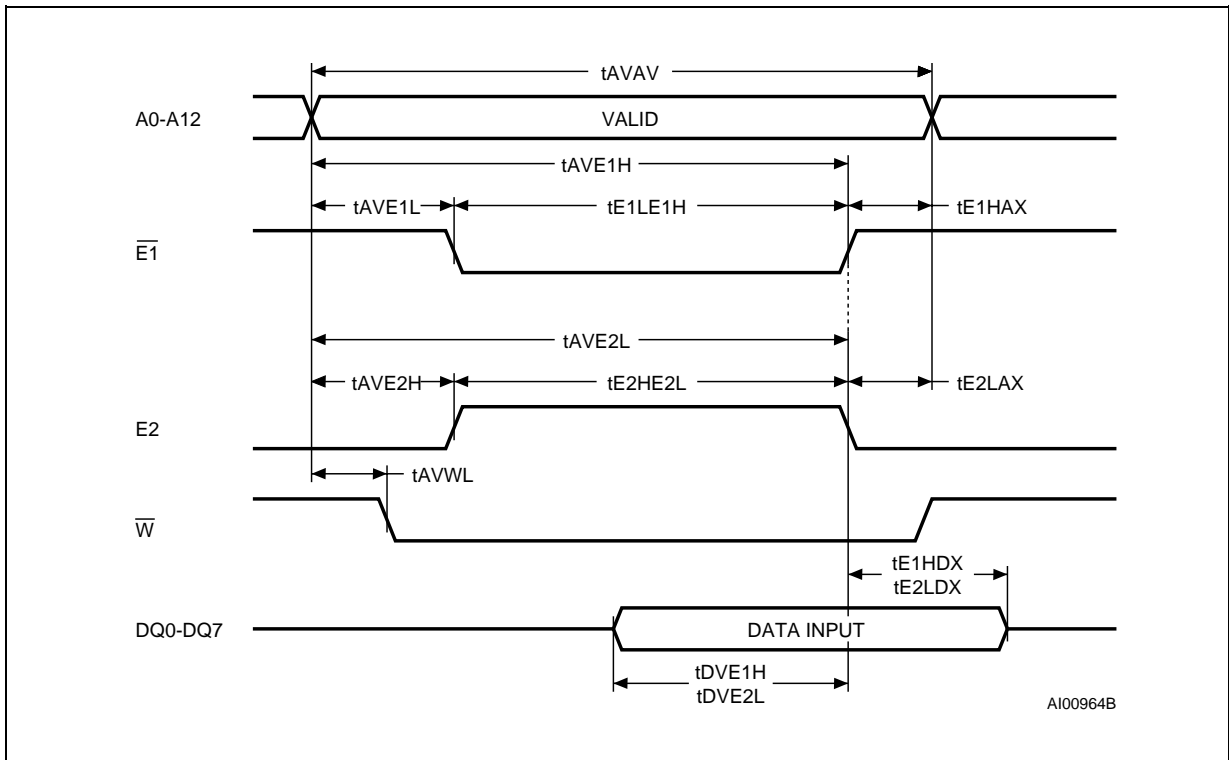 tAVAV
A0-A12 VALID
tAVE1H
tAVE1L tE1LE1H tE1HAX
E1
tAVE2L
tAVE2H tE2HE2L tE2LAX
E2
tAVWL
W
tE1HDX
tE2LDX
DQ0-DQ7 DATA INPUT
tDVE1H
tDVE2L
AI00964B